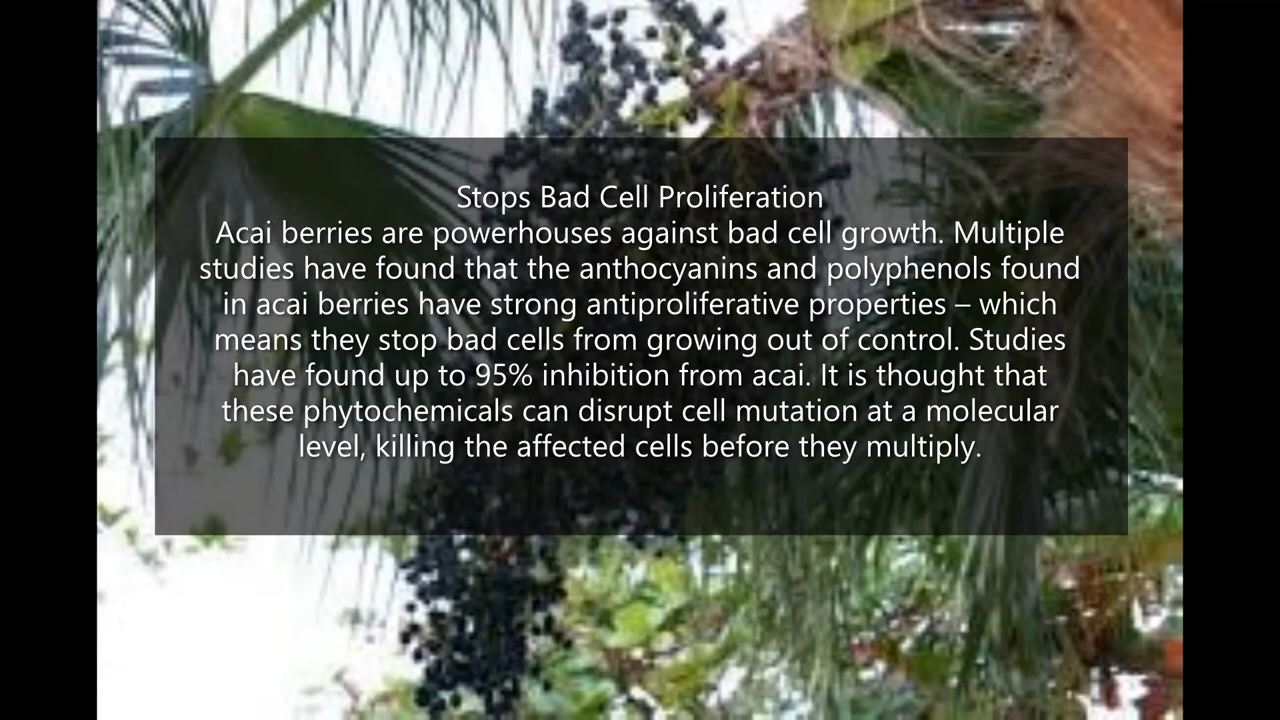 Stops Bad Cell Proliferation
Acai berries are powerhouses against bad cell growth. Multiple
studies have found that the anthocyanins and polyphenols found
in acai berries have strong antiproliferative properties – which
means they stop bad cells from growing out of control. Studies
have found up to 95% inhibition from acai. It is thought that
these phytochemicals can disrupt cell mutation at a molecular
level, killing the affected cells before they multiply.